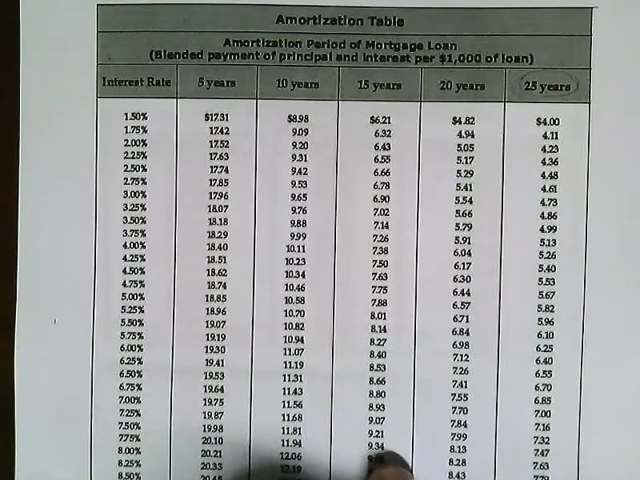 Amortization Table
Amortization Period of Mortgage Loan
(Blended payment of principal and interest per $1,000 of loan)
Interest Rate 5 years 10 years 15 years 20 years 25 years
1.50% $17.31 $8.98 $6.21 $4.82 $4.00
1.75% 17.42 9.09 6.32 4.94 4.11
2.00% 17.52 9.20 6.43 5.05 4.23
2.25% 17.63 9.31 6.55 5.17 4.36
2.50% 17.74 9.42 6.66 5.29 4.48
2.75% 17.85 9.53 6.78 5.41 4.61
3.00% 17.96 9.65 6.90 5.54 4.73
3.25% 18.07 9.76 7.02 5.66 4.86
3.50% 18.18 9.88 7.14 5.79 4.99
3.75% 18.29 9.99 7.26 5.91 5.13
4.00% 18.40 10.11 7.38 6.04 5.26
4.25% 18.51 10.23 7.50 6.17 5.40
4.50% 18.62 10.34 7.63 6.30 5.53
4.75% 18.74 10.46 7.75 6.44 5.67
5.00% 18.85 10.58 7.88 6.57 5.82
5.25% 18.96 10.70 8.01 6.71 5.96
5.50% 19.07 10.82 8.14 6.84 6.10
5.75% 19.19 10.94 8.27 6.98 6.25
6.00% 19.30 11.07 8.40 7.12 6.40
6.25% 19.41 11.19 8.53 7.26 6.55
6.50% 19.53 11.31 8.66 7.41 6.70
6.75% 19.64 11.43 8.80 7.55 6.85
7.00% 19.75 11.56 8.93 7.70 7.00
7.25% 19.87 11.68 9.07 7.84 7.16
7.50% 19.98 11.81 9.21 7.99 7.32
7.75% 20.10 11.94 9.34 8.13 7.47
8.00% 20.21 12.06 8.28 7.63
8.25% 20.33 12.19 8.43
8.50%